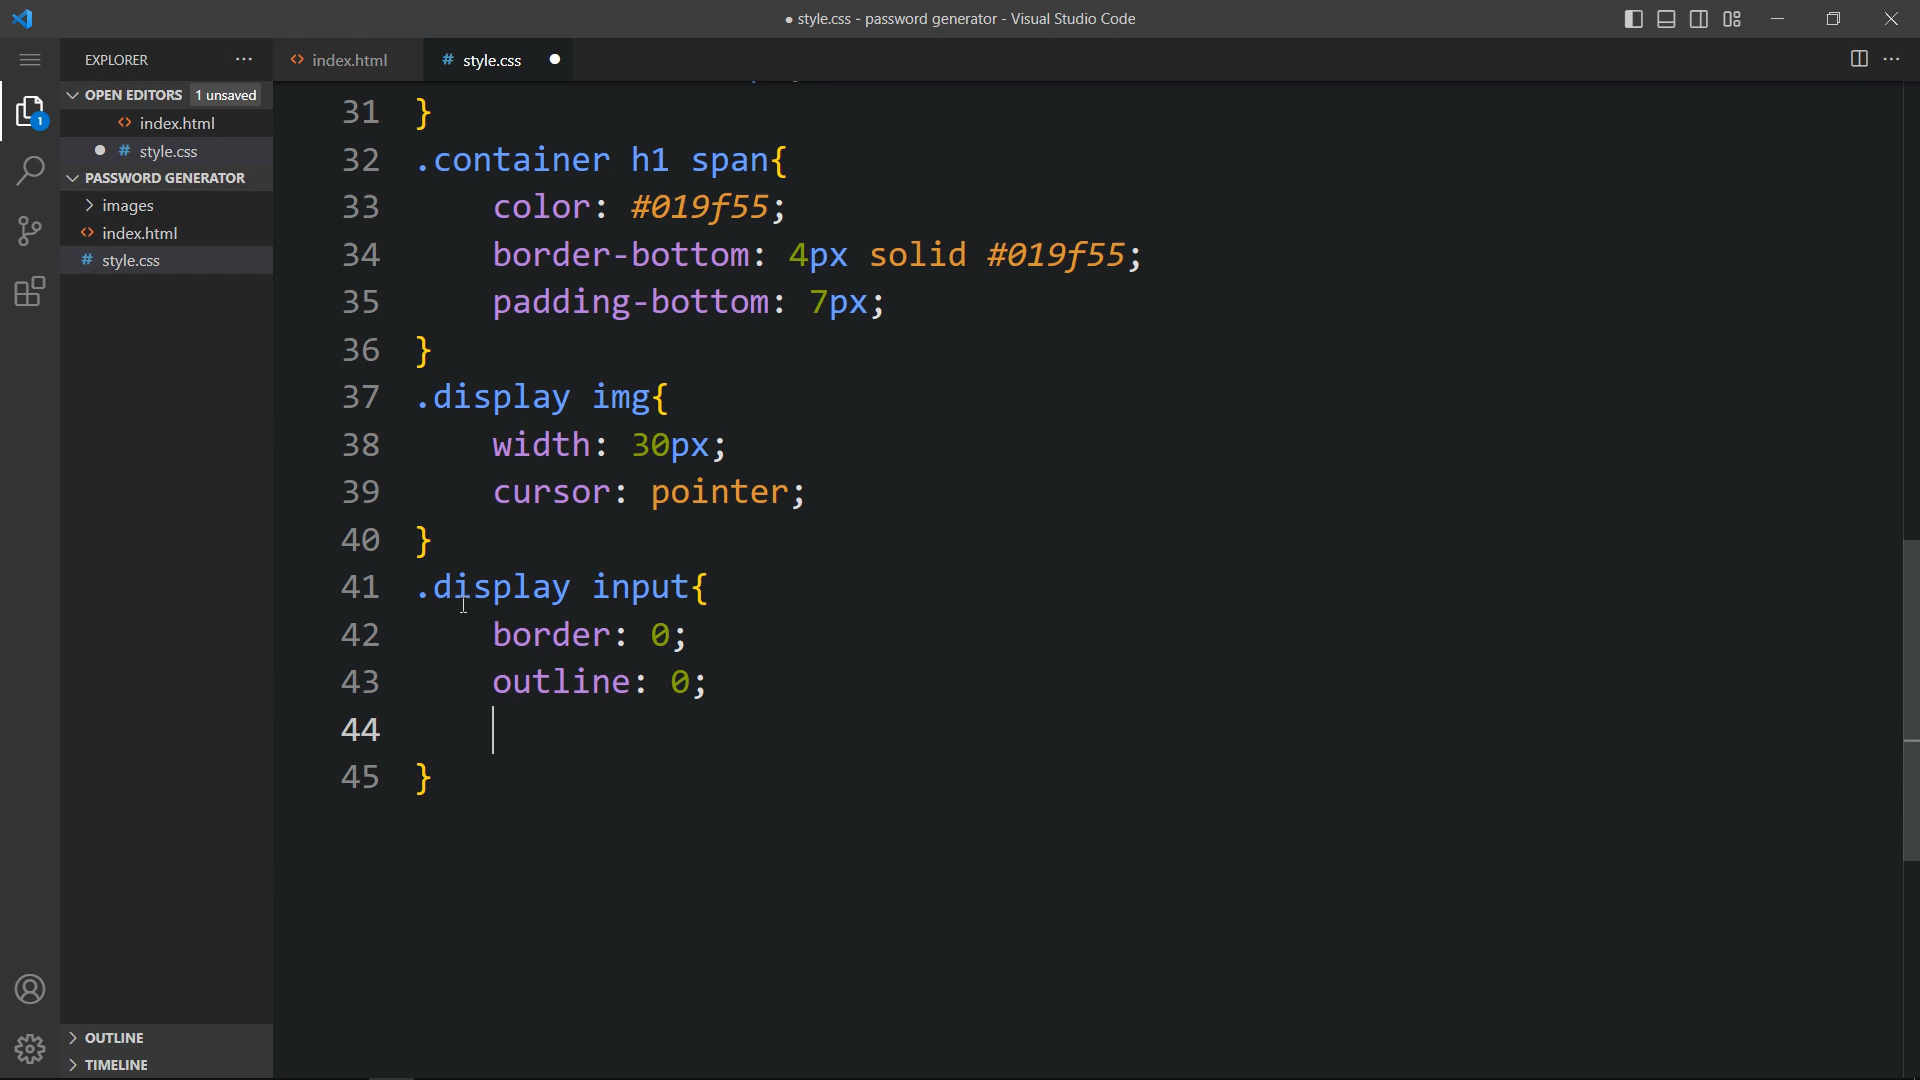 ● style.css - password generator - Visual Studio Code
EXPLORER
index.html
# style.css
OPEN EDITORS 1 unsaved
<> index.html
# style.css
PASSWORD GENERATOR
images
<> index.html
# style.css
1
31 }
32 .container h1 span{
33 color: #019f55;
34 border-bottom: 4px solid #019f55;
35 padding-bottom: 7px;
36 }
37 .display img{
38 width: 30px;
39 cursor: pointer;
40 }
41 .display input{
42 border: 0;
43 outline: 0;
44
45 }
OUTLINE
TIMELINE